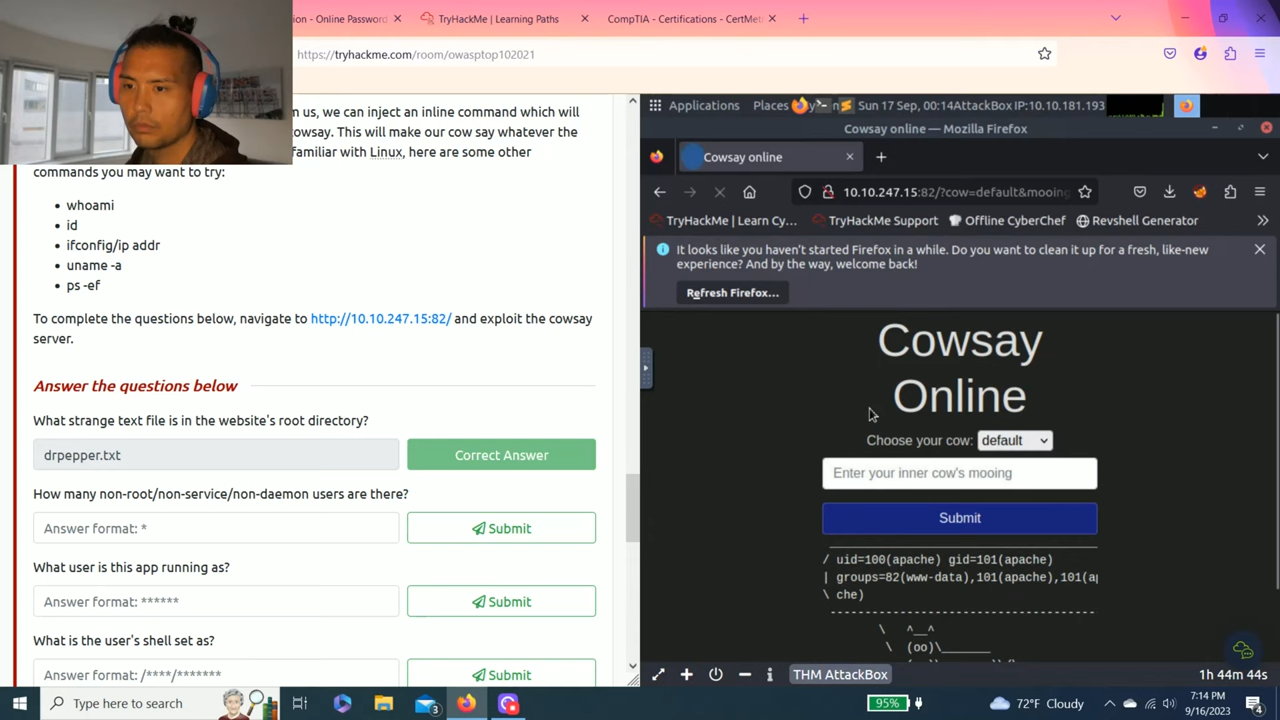 ion - Online Password
TryHackMe | Learning Paths
CompTIA - Certifications - CertMet
https://tryhackme.com/room/owasptop102021
m us, we can inject an inline command which will
owsay. This will make our cow say whatever the
familiar with Linux, here are some other
commands you may want to try:
• whoami
• id
• ifconfig/ip addr
• uname -a
• ps -ef
To complete the questions below, navigate to http://10.10.247.15:82/ and exploit the cowsay
server.
Answer the questions below
What strange text file is in the website's root directory?
drpepper.txt
Correct Answer
How many non-root/non-service/non-daemon users are there?
Answer format: *
Submit
What user is this app running as?
Answer format: ******
Submit
What is the user's shell set as?
Answer format: /****/*******
Submit
Applications Places Sun 17 Sep, 00:14 AttackBox IP:10.10.181.193
Cowsay online — Mozilla Firefox
Cowsay online
10.10.247.15:82/?cow=default&mooing
TryHackMe | Learn Cy... TryHackMe Support Offline CyberChef Revshell Generator
It looks like you haven't started Firefox in a while. Do you want to clean it up for a fresh, like-new
experience? And by the way, welcome back!
Refresh Firefox...
Cowsay
Online
Choose your cow: default
Enter your inner cow's mooing
Submit
/ uid=100(apache) gid=101(apache)
| groups=82(www-data),101(apache),101(ap
\ che)
\ ^__^
\ (oo)\_______
THM AttackBox
1h 44m 44s
Type here to search
3
95%
72°F Cloudy
7:14 PM
9/16/2023
4